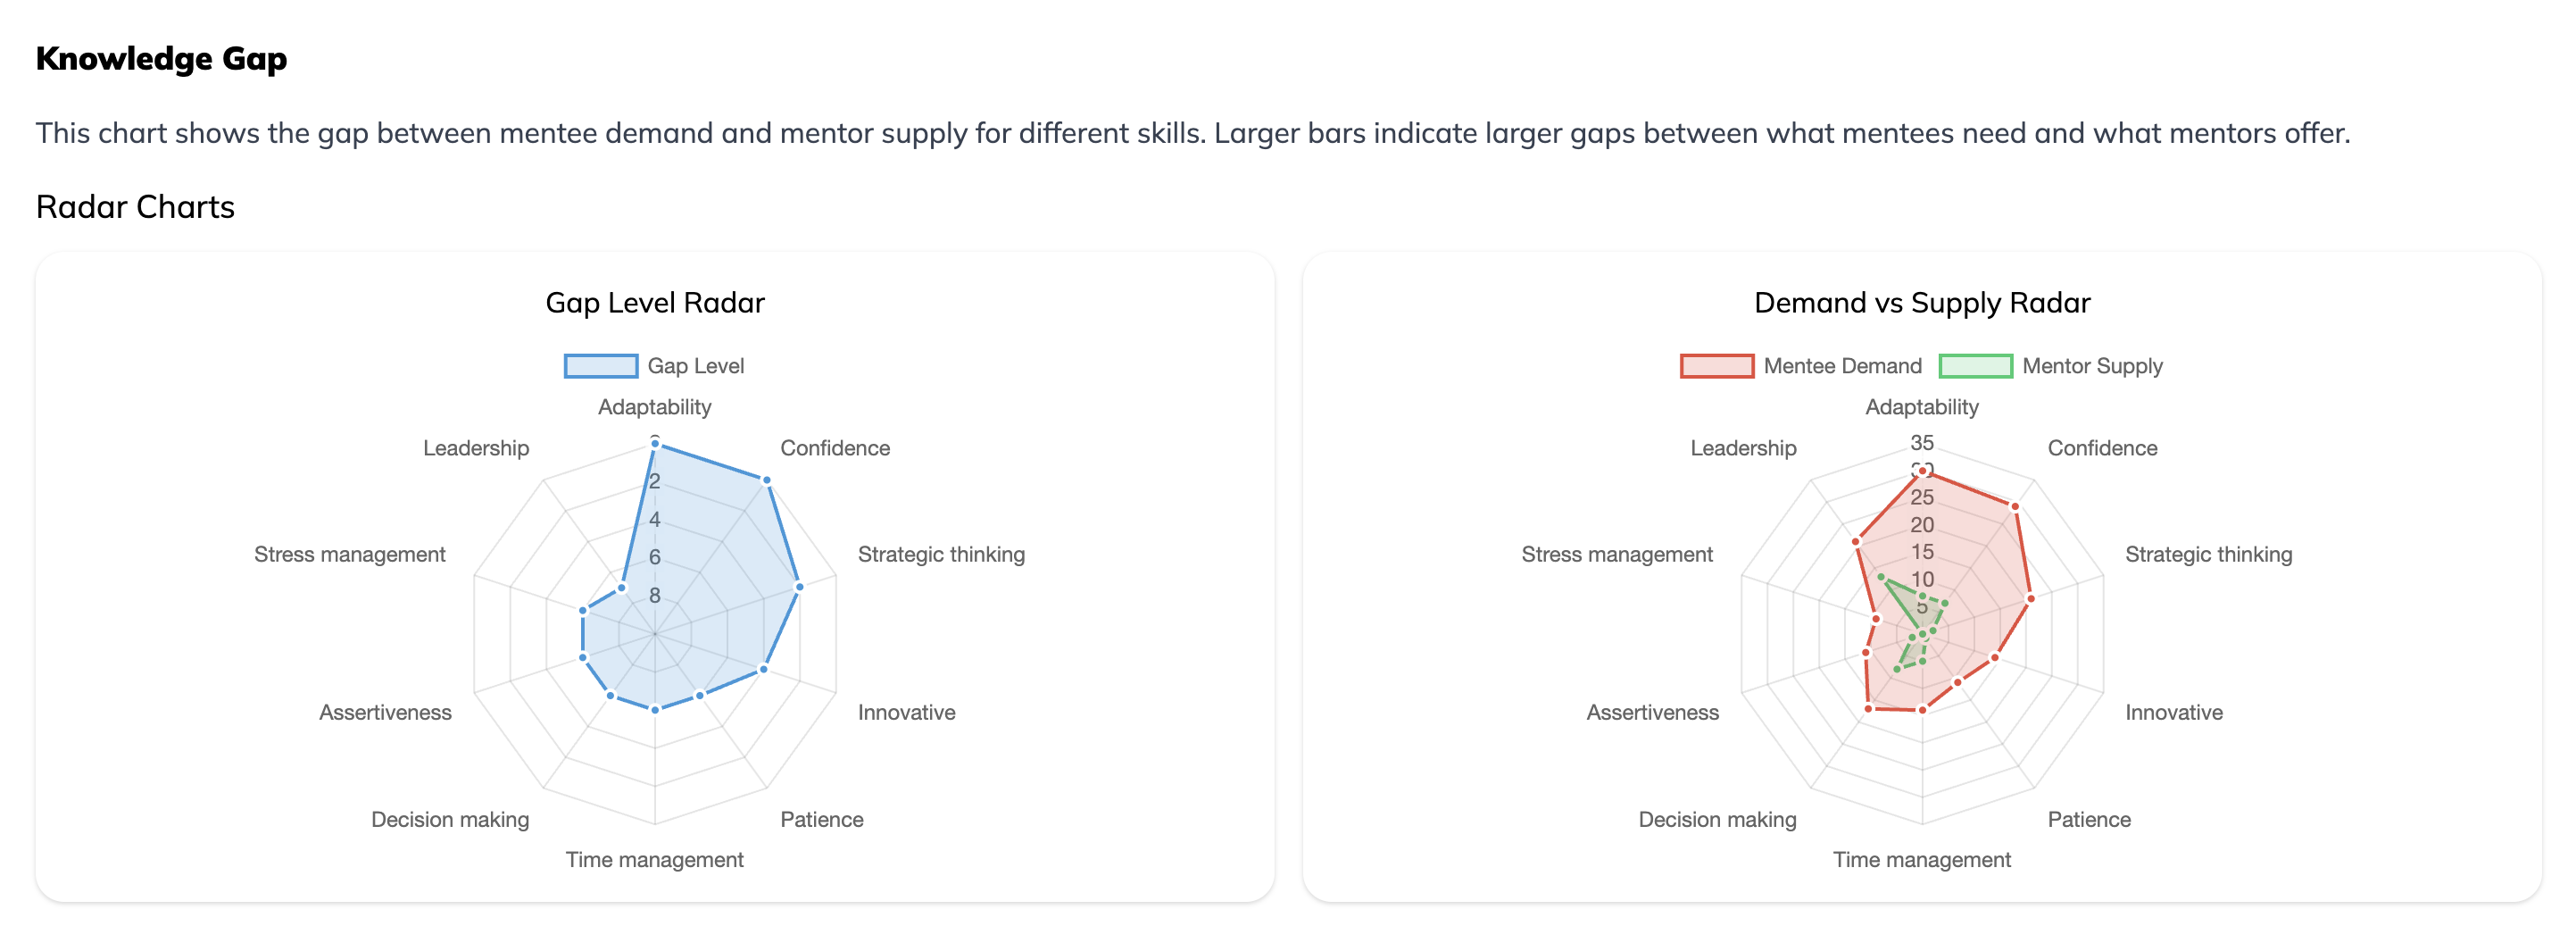 Knowledge Gap
This chart shows the gap between mentee demand and mentor supply for different skills. Larger bars indicate larger gaps between what mentees need and what mentors offer.
Radar Charts
Gap Level Radar
Gap Level
Adaptability
Confidence
Strategic thinking
Innovative
Patience
Time management
Decision making
Assertiveness
Stress management
Leadership
2
4
6
8
Demand vs Supply Radar
Mentee Demand
Mentor Supply
Adaptability
Confidence
Strategic thinking
Innovative
Patience
Time management
Decision making
Assertiveness
Stress management
Leadership
35
30
25
20
15
10
5